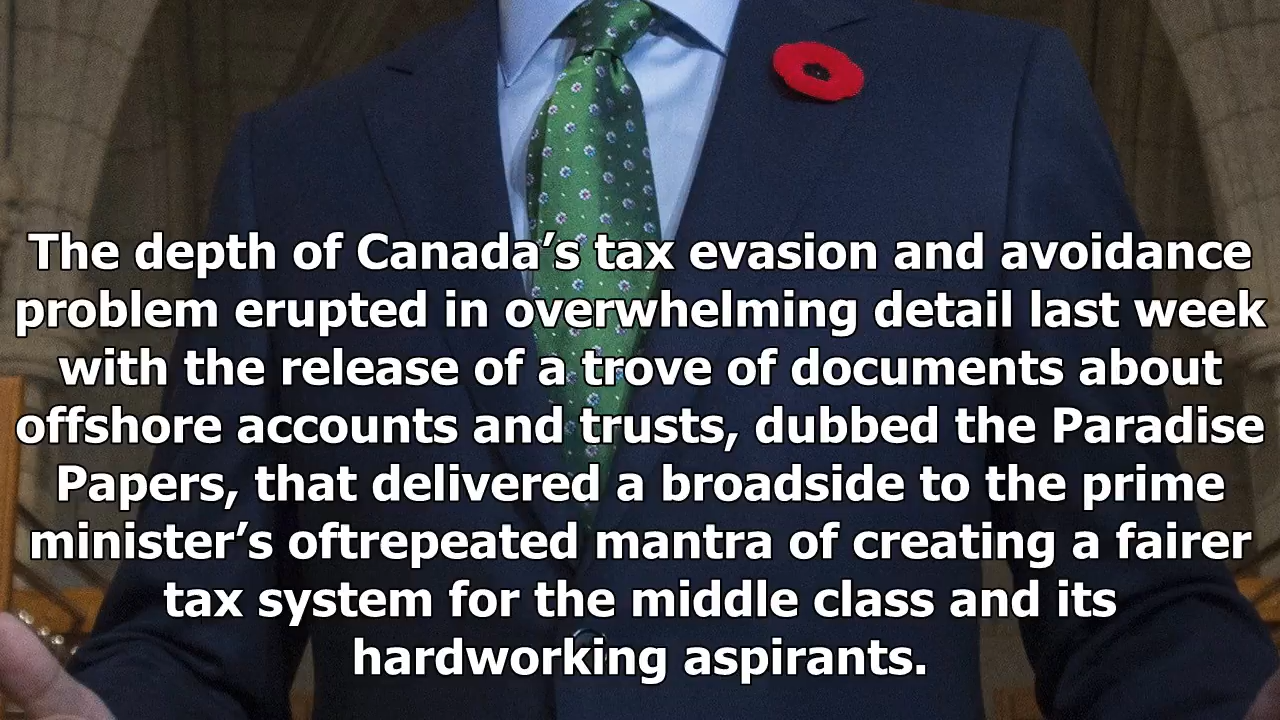 The depth of Canada’s tax evasion and avoidance
problem erupted in overwhelming detail last week
with the release of a trove of documents about
offshore accounts and trusts, dubbed the Paradise
Papers, that delivered a broadside to the prime
minister’s oftrepeated mantra of creating a fairer
tax system for the middle class and its
hardworking aspirants.